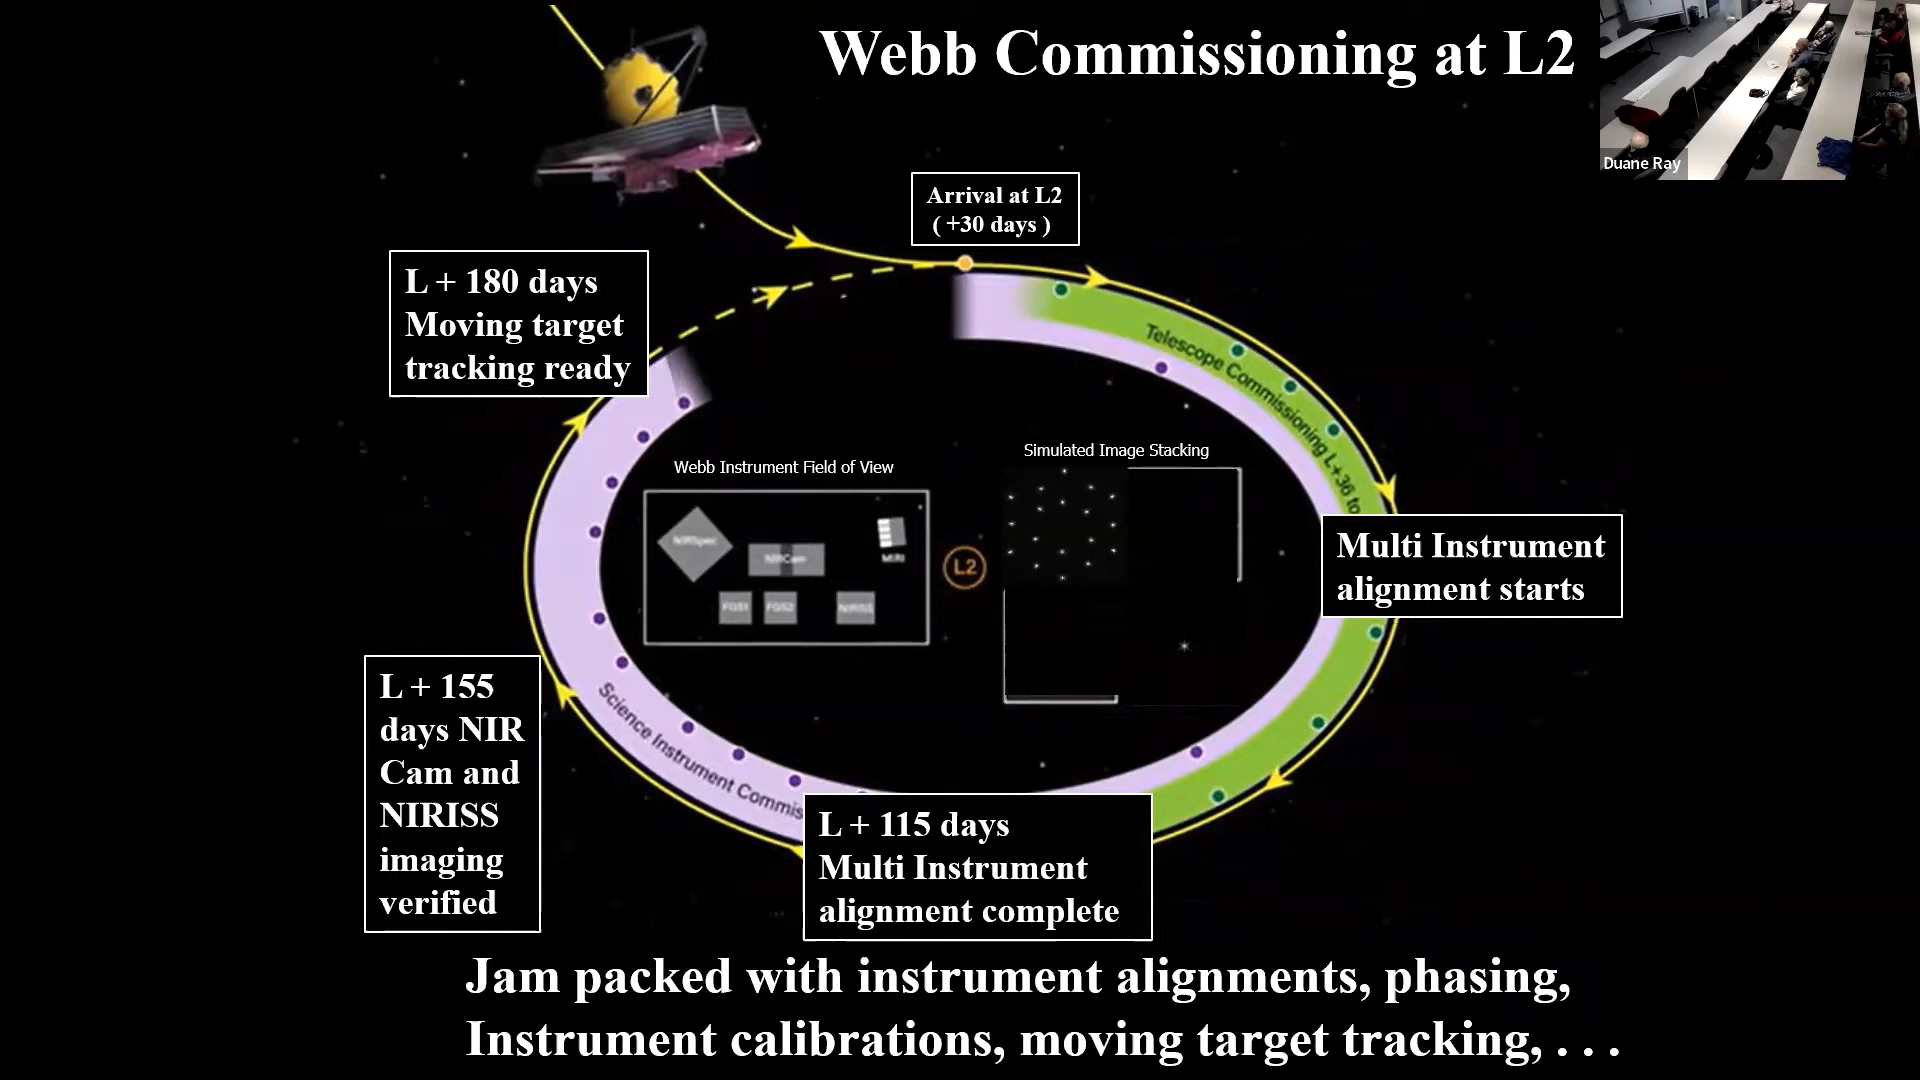 Webb Commissioning at L2
Duane Ray
Arrival at L2
( +30 days )
L + 180 days
Moving target
tracking ready
Telescope Commissioning L+36 to
Simulated Image Stacking
Webb Instrument Field of View
NIRSpec
NIRCam
MIRI
FGS1
FGS2
NIRISS
L2
Multi Instrument
alignment starts
L + 155
days NIR
Cam and
NIRISS
imaging
verified
Science Instrument Commis
L + 115 days
Multi Instrument
alignment complete
Jam packed with instrument alignments, phasing,
Instrument calibrations, moving target tracking, . . .